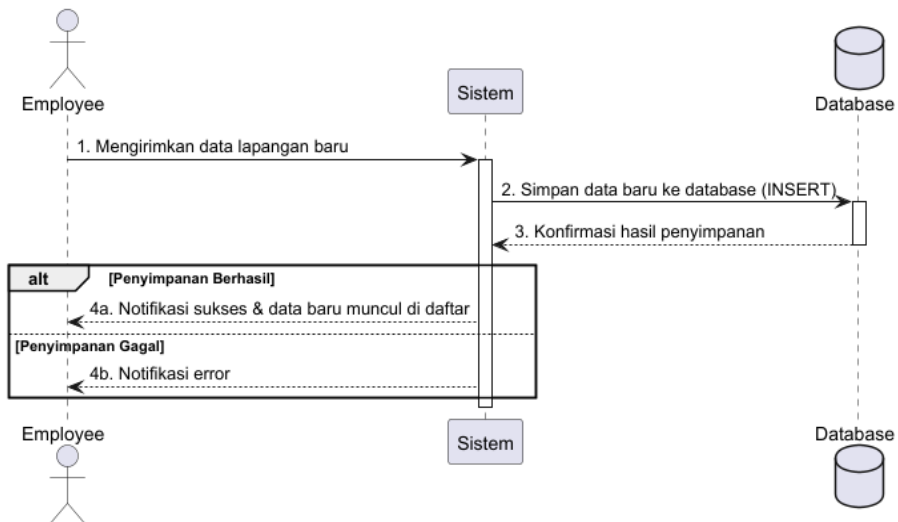 Employee
Sistem
Database
1. Mengirimkan data lapangan baru
2. Simpan data baru ke database (INSERT)
3. Konfirmasi hasil penyimpanan
alt [Penyimpanan Berhasil]
4a. Notifikasi sukses & data baru muncul di daftar
[Penyimpanan Gagal]
4b. Notifikasi error
Employee
Sistem
Database